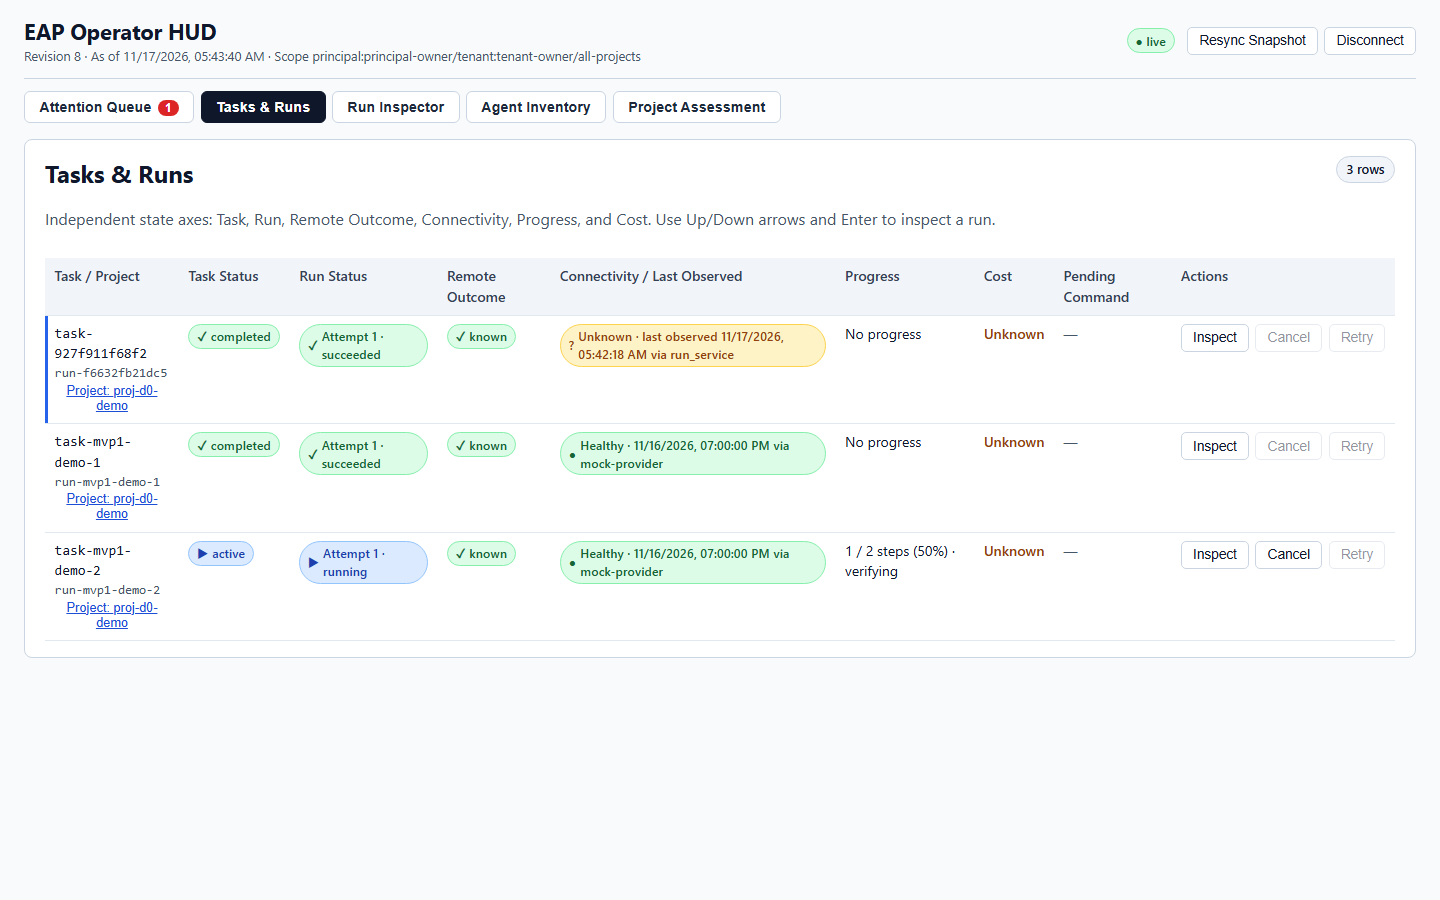 EAP Operator HUD
Revision 8 · As of 11/17/2026, 05:43:40 AM · Scope principal:principal-owner/tenant:tenant-owner/all-projects
● live
Resync Snapshot
Disconnect
Attention Queue 1
Tasks & Runs
Run Inspector
Agent Inventory
Project Assessment
Tasks & Runs
3 rows
Independent state axes: Task, Run, Remote Outcome, Connectivity, Progress, and Cost. Use Up/Down arrows and Enter to inspect a run.
Task / Project
Task Status
Run Status
Remote
Outcome
Connectivity / Last Observed
Progress
Cost
Pending
Command
Actions
task-
927f911f68f2
run-f6632fb21dc5
Project: proj-d0-
demo
✓ completed
✓ Attempt 1 ·
succeeded
✓ known
? Unknown · last observed 11/17/2026,
05:42:18 AM via run_service
No progress
Unknown
—
Inspect
Cancel
Retry
task-mvp1-
demo-1
run-mvp1-demo-1
Project: proj-d0-
demo
✓ completed
✓ Attempt 1 ·
succeeded
✓ known
● Healthy · 11/16/2026, 07:00:00 PM via
mock-provider
No progress
Unknown
—
Inspect
Cancel
Retry
task-mvp1-
demo-2
run-mvp1-demo-2
Project: proj-d0-
demo
▶ active
▶ Attempt 1 ·
running
✓ known
● Healthy · 11/16/2026, 07:00:00 PM via
mock-provider
1 / 2 steps (50%) ·
verifying
Unknown
—
Inspect
Cancel
Retry